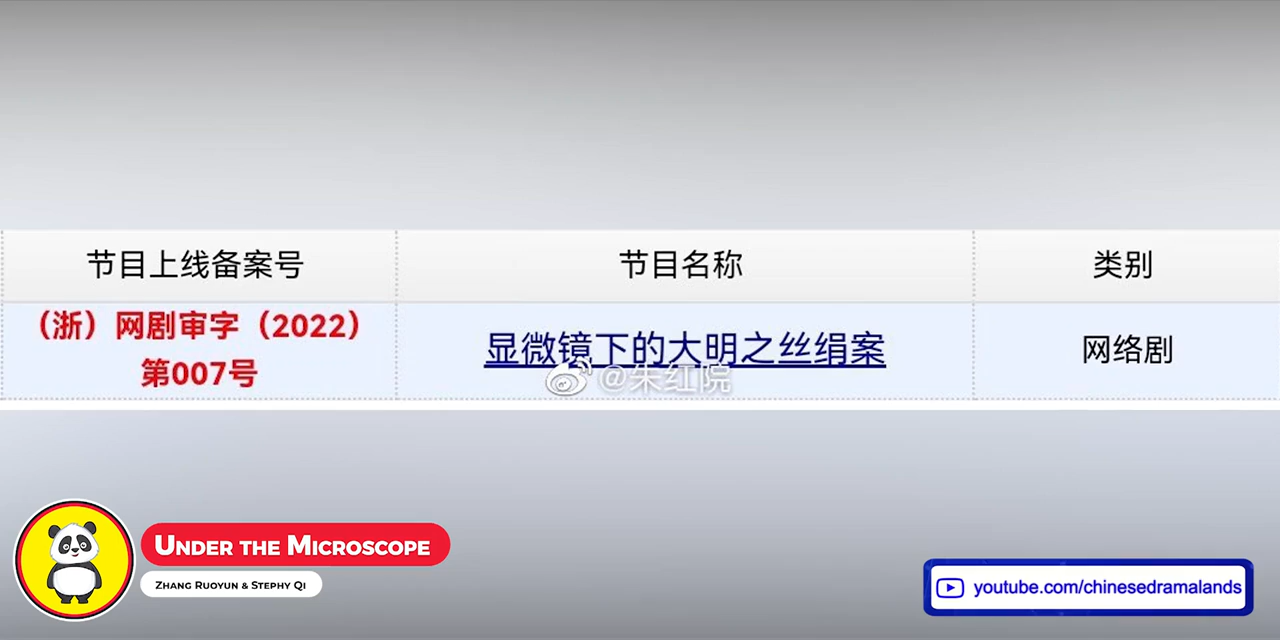 节目上线备案号
节目名称
类别
（浙）网剧审字（2022）
第007号
显微镜下的大明之丝绢案
网络剧
@朱红院
UNDER THE MICROSCOPE
ZHANG RUOYUN & STEPHY QI
youtube.com/chinesedramalands